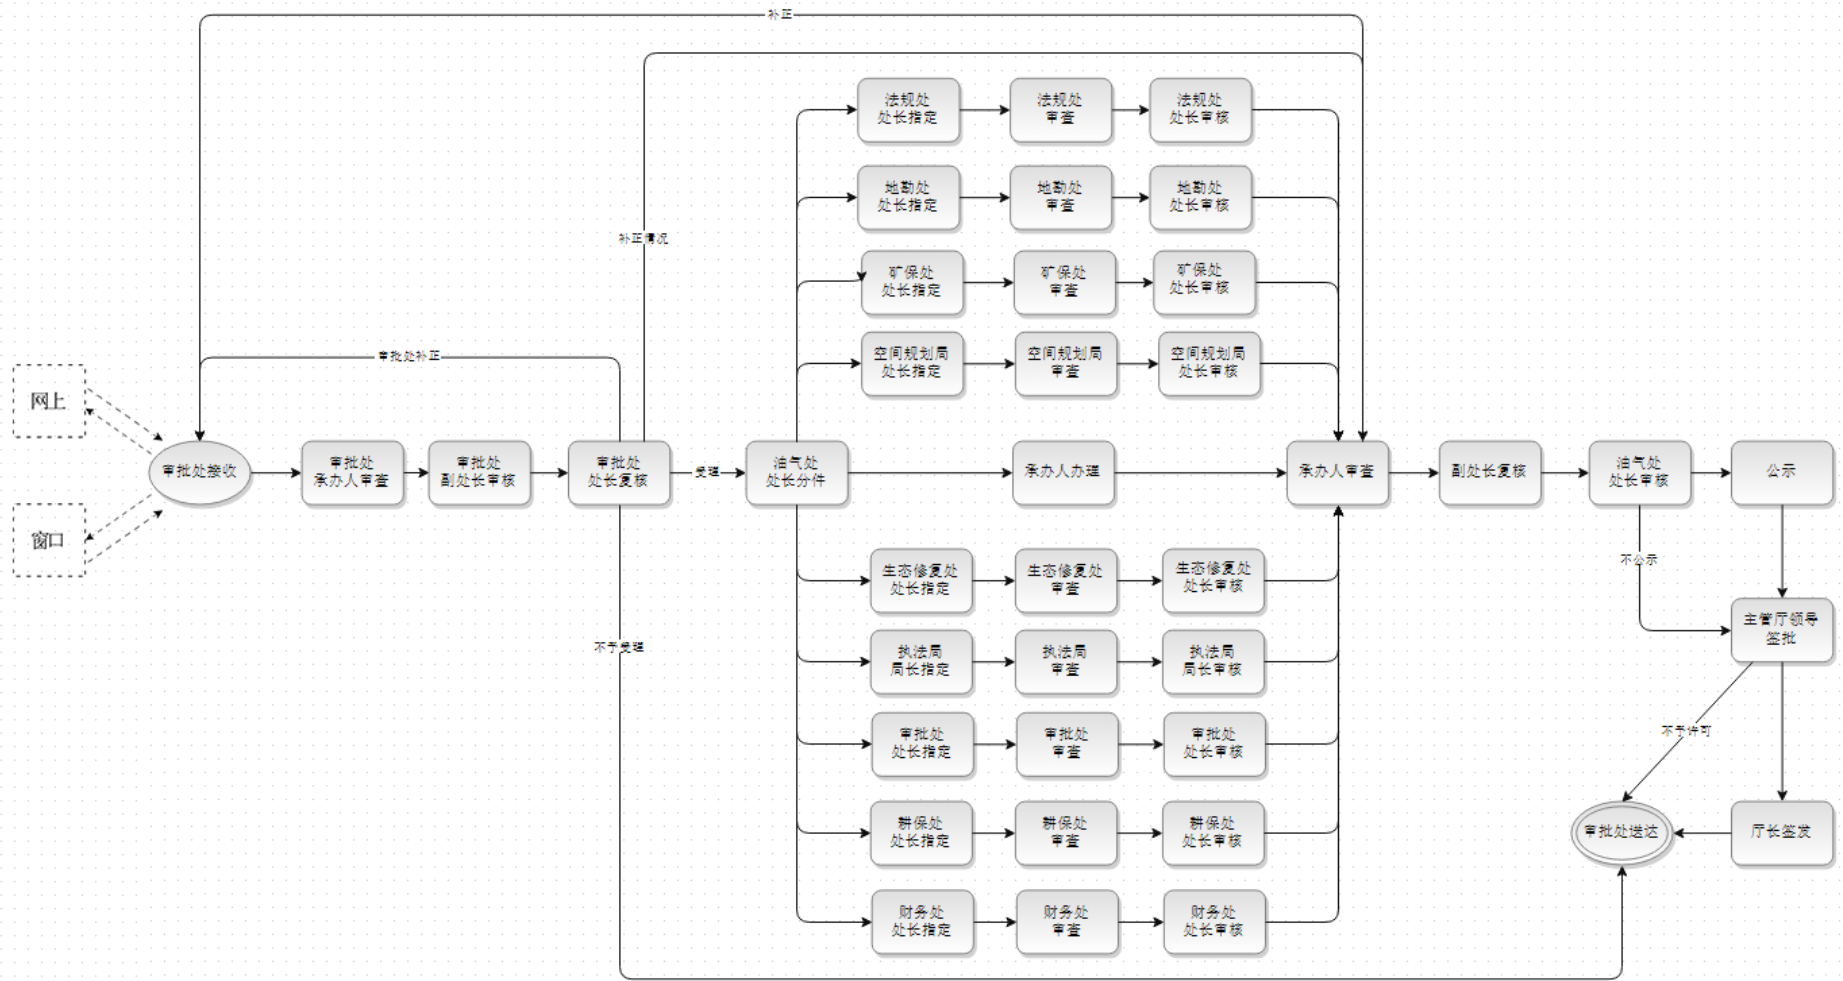 补正
补正情况
审批处补正
网上
窗口
审批处接收
审批处
承办人审查
审批处
副处长审核
审批处
处长复核
受理
不予受理
油气处
处长分件
法规处
处长指定
法规处
审查
法规处
处长审核
地勘处
处长指定
地勘处
审查
地勘处
处长审核
矿保处
处长指定
矿保处
审查
矿保处
处长审核
空间规划局
处长指定
空间规划局
审查
空间规划局
处长审核
承办人办理
生态修复处
处长指定
生态修复处
审查
生态修复处
处长审核
执法局
局长指定
执法局
审查
执法局
局长审核
审批处
处长指定
审批处
审查
审批处
处长审核
耕保处
处长指定
耕保处
审查
耕保处
处长审核
财务处
处长指定
财务处
审查
财务处
处长审核
承办人审查
副处长复核
油气处
处长审核
公示
不公示
主管厅领导
签批
不予许可
审批处送达
厅长签发